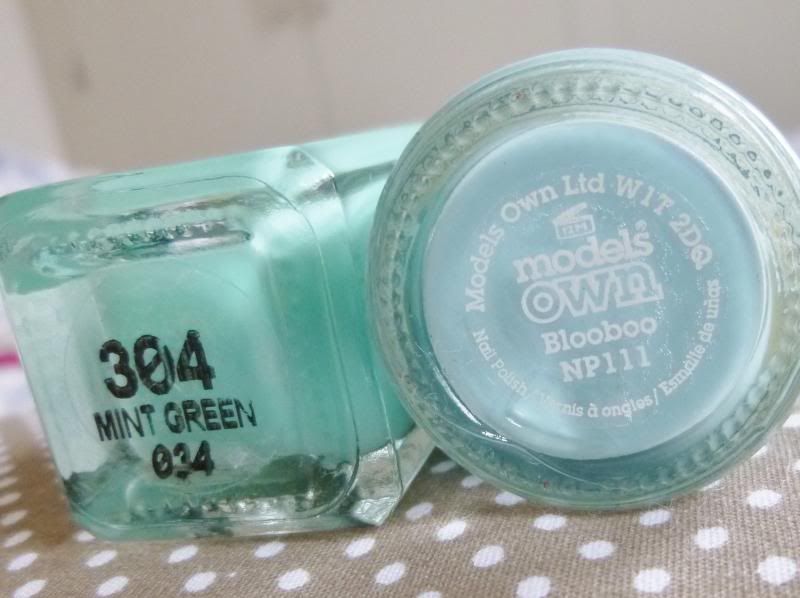 304
MINT GREEN
034
Models Own Ltd W1T 2DQ
12M
models®
own
Blooboo
NP111
Nail Polish/Vernis à ongles/Esmalte de uñas